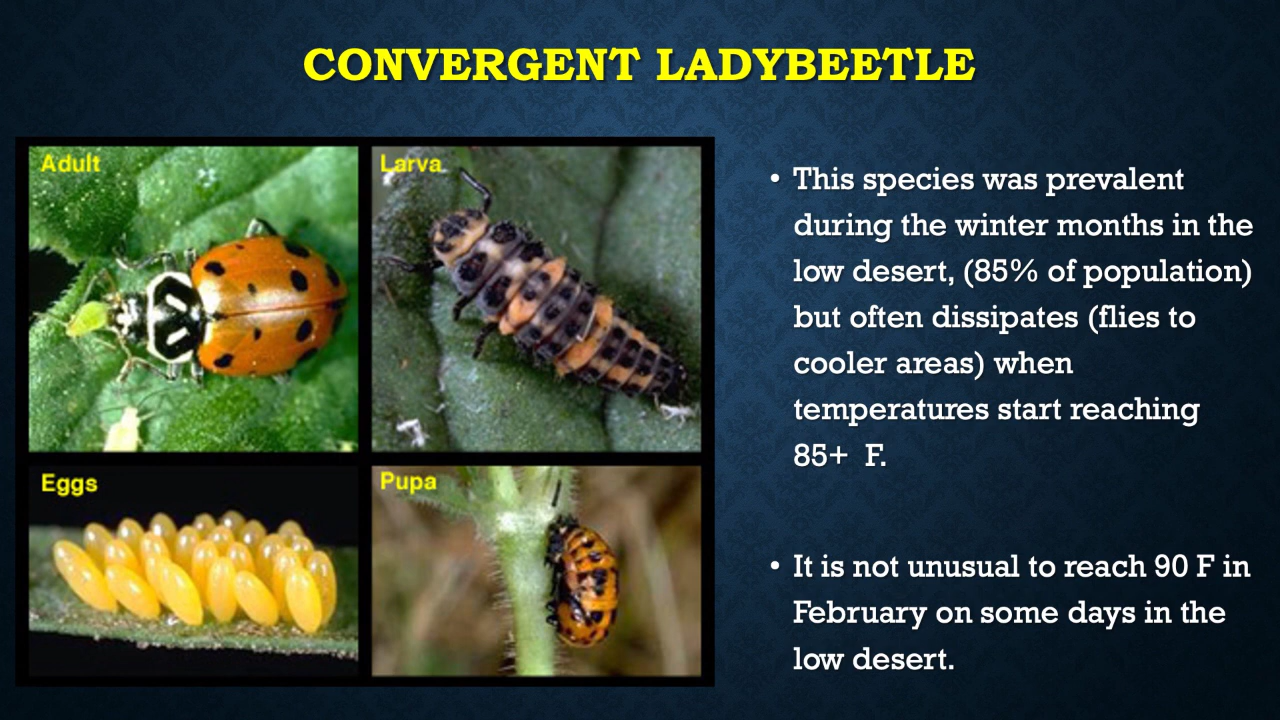 CONVERGENT LADYBEETLE
Adult
Larva
Eggs
Pupa
• This species was prevalent
during the winter months in the
low desert, (85% of population)
but often dissipates (flies to
cooler areas) when
temperatures start reaching
85+  F.
• It is not unusual to reach 90 F in
February on some days in the
low desert.